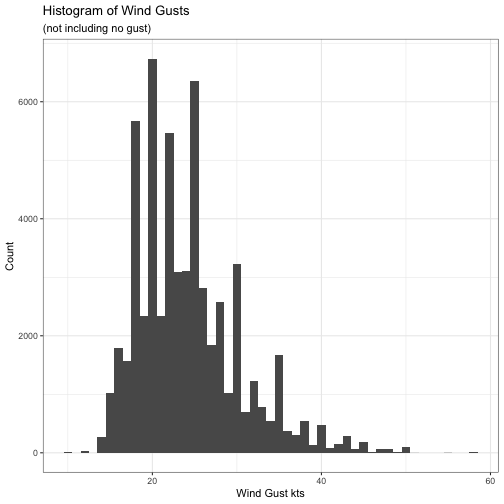 Histogram of Wind Gusts
(not including no gust)
6000
4000
2000
0
Count
20
40
60
Wind Gust kts